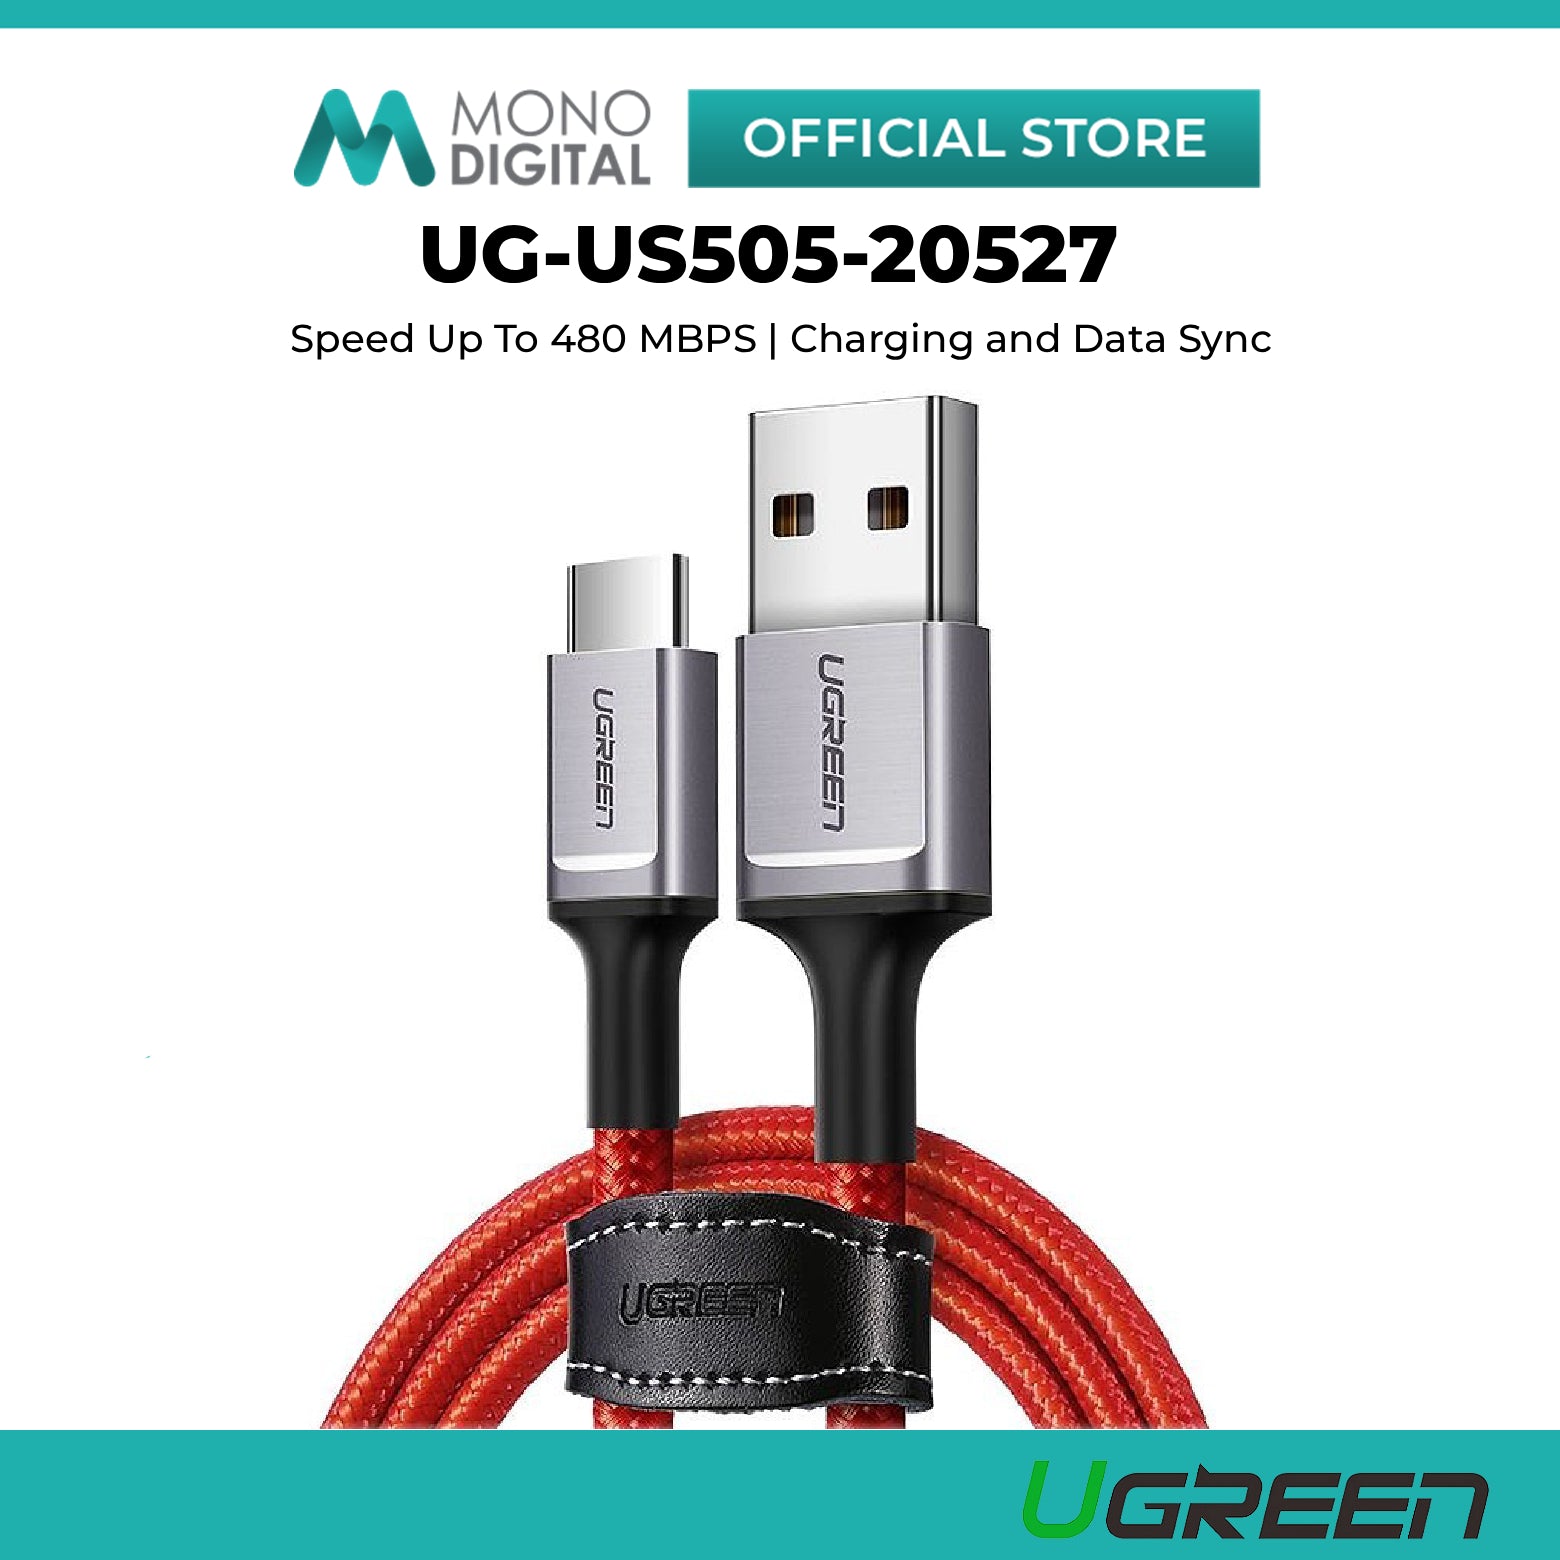 MONO
DIGITAL
OFFICIAL STORE
UG-US505-20527
Speed Up To 480 MBPS | Charging and Data Sync
UGREEN
UGREEN
UGREEN
UGREEN